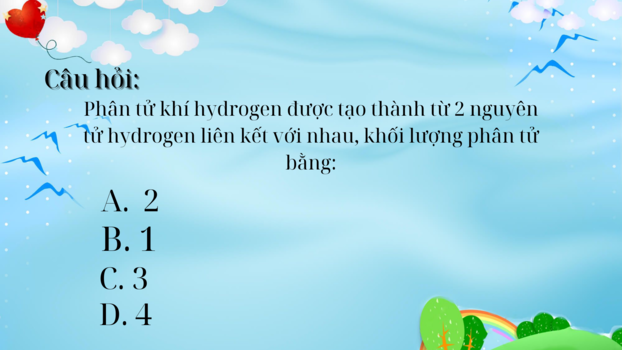 Câu hỏi:
Phân tử khí hydrogen được tạo thành từ 2 nguyên
tử hydrogen liên kết với nhau, khối lượng phân tử
bằng:
A. 2
B. 1
C. 3
D. 4